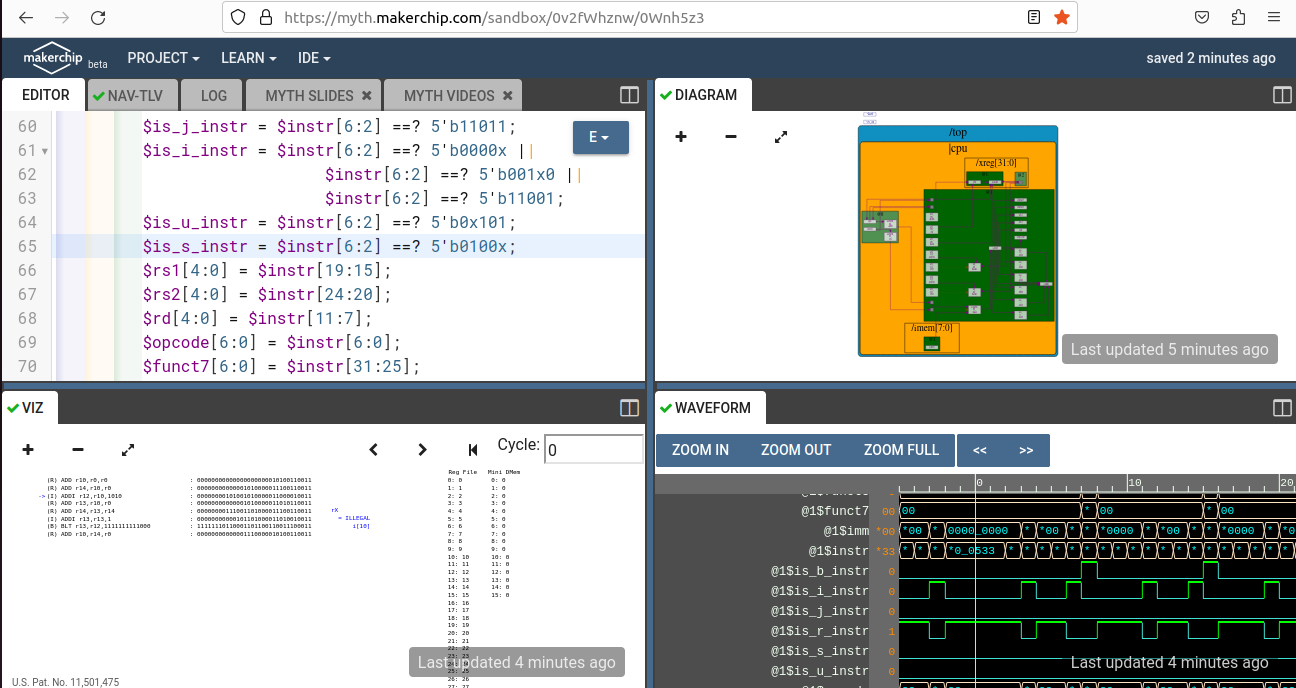 https://myth.makerchip.com/sandbox/0v2fWhznw/0Wnh5z3
makerchip beta PROJECT LEARN IDE saved 2 minutes ago
EDITOR NAV-TLV LOG MYTH SLIDES MYTH VIDEOS
60 $is_j_instr = $instr[6:2] ==? 5'b11011;
61 $is_i_instr = $instr[6:2] ==? 5'b0000x ||
62 $instr[6:2] ==? 5'b001x0 ||
63 $instr[6:2] ==? 5'b11001;
64 $is_u_instr = $instr[6:2] ==? 5'b0x101;
65 $is_s_instr = $instr[6:2] ==? 5'b0100x;
66 $rs1[4:0] = $instr[19:15];
67 $rs2[4:0] = $instr[24:20];
68 $rd[4:0] = $instr[11:7];
69 $opcode[6:0] = $instr[6:0];
70 $funct7[6:0] = $instr[31:25];
E
DIAGRAM
/top
|cpu
/xreg[31:0]
/imem[7:0]
Last updated 5 minutes ago
VIZ
Cycle: 0
(R) ADD r10,r0,r0 : 00000000000000000000010100110011
(R) ADD r14,r10,r0 : 00000000000001010000011100110011
->(I) ADDI r12,r10,1010 : 00000000101001010000011000010011
(R) ADD r13,r10,r0 : 00000000000001010000011010110011
(R) ADD r14,r13,r14 : 00000000111001101000011100110011
(I) ADDI r13,r13,1 : 00000000000101101000011010010011
(B) BLT r13,r12,1111111111000 : 11111110110001101100110011100011
(R) ADD r10,r14,r0 : 00000000000001110000010100110011
rX
= ILLEGAL
i[10]
Reg File Mini DMem
0: 0 0: 0
1: 1 1: 0
2: 2 2: 0
3: 3 3: 0
4: 4 4: 0
5: 5 5: 0
6: 6 6: 0
7: 7 7: 0
8: 8 8: 0
9: 9 9: 0
10: 10 10: 0
11: 11 11: 0
12: 12 12: 0
13: 13 13: 0
14: 14 14: 0
15: 15 15: 0
16: 16
17: 17
18: 18
19: 19
20: 20
21: 21
22: 22
23: 23
24: 24
25: 25
26: 26
27: 27
Last updated 4 minutes ago
U.S. Pat. No. 11,501,475
WAVEFORM
ZOOM IN ZOOM OUT ZOOM FULL << >>
0 10 20
@1$funct7 00 00 * 00 * 00
@1$imm *00 *00 * 0000_0000 * *00 * * *0000 * *00 * * *0000 * *0
@1$instr *33 * * * *0_0533 * * * * * * * * * * * * * * * * * *
@1$is_b_instr 0
@1$is_i_instr 0
@1$is_j_instr 0
@1$is_r_instr 1
@1$is_s_instr 0
@1$is_u_instr 0
Last updated 4 minutes ago